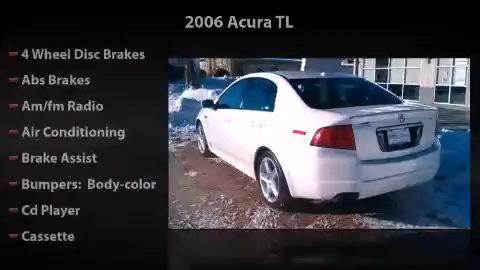 2006 Acura TL
4 Wheel Disc Brakes
Abs Brakes
Am/fm Radio
Air Conditioning
Brake Assist
Bumpers: Body-color
Cd Player
Cassette